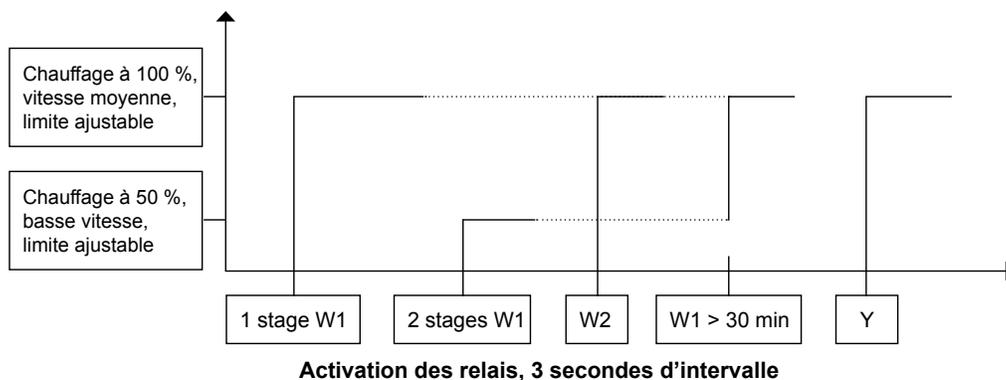 Chauffage à 100 %,
vitesse moyenne,
limite ajustable
Chauffage à 50 %,
basse vitesse,
limite ajustable
1 stage W1
2 stages W1
W2
W1 > 30 min
Y
Activation des relais, 3 secondes d’intervalle